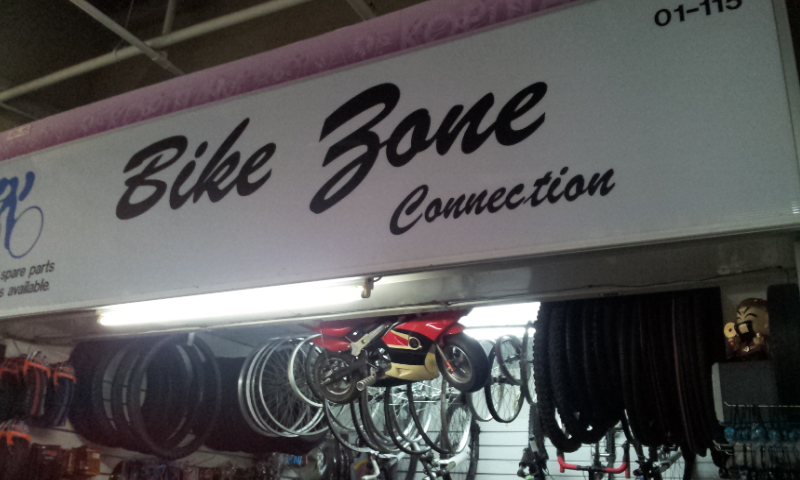 01-115
Bike Zone
Connection
spare parts
available